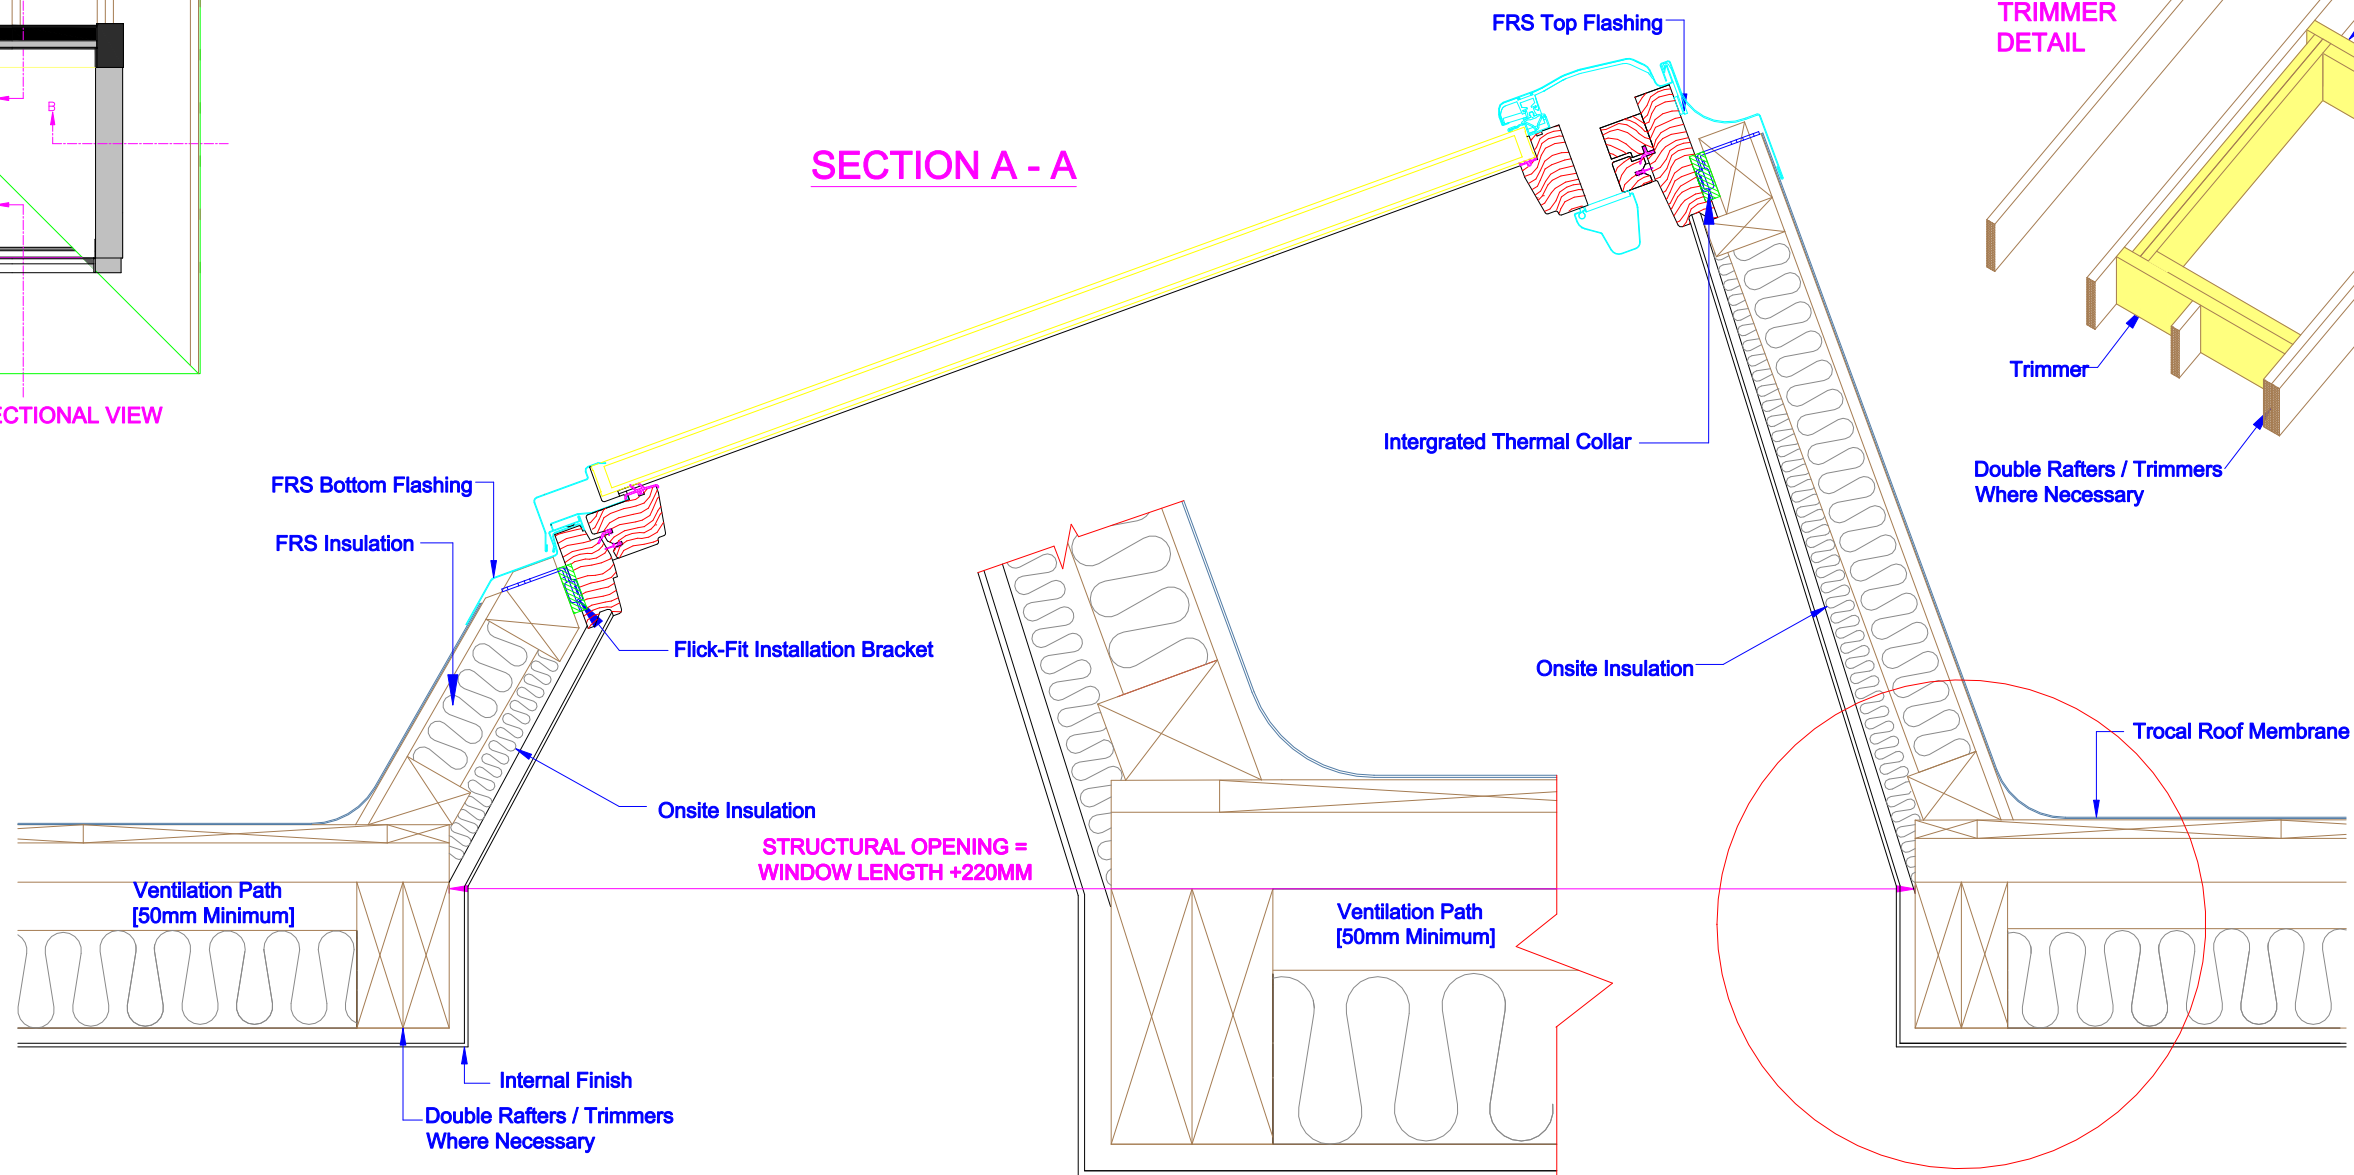 FRS Top Flashing
TRIMMER
DETAIL
B
SECTION A - A
Trimmer
ECTIONAL VIEW
Intergrated Thermal Collar
Double Rafters / Trimmers
Where Necessary
FRS Bottom Flashing
FRS Insulation
Flick-Fit Installation Bracket
Onsite Insulation
Trocal Roof Membrane
Onsite Insulation
STRUCTURAL OPENING =
WINDOW LENGTH +220MM
Ventilation Path
[50mm Minimum]
Ventilation Path
[50mm Minimum]
Internal Finish
Double Rafters / Trimmers
Where Necessary